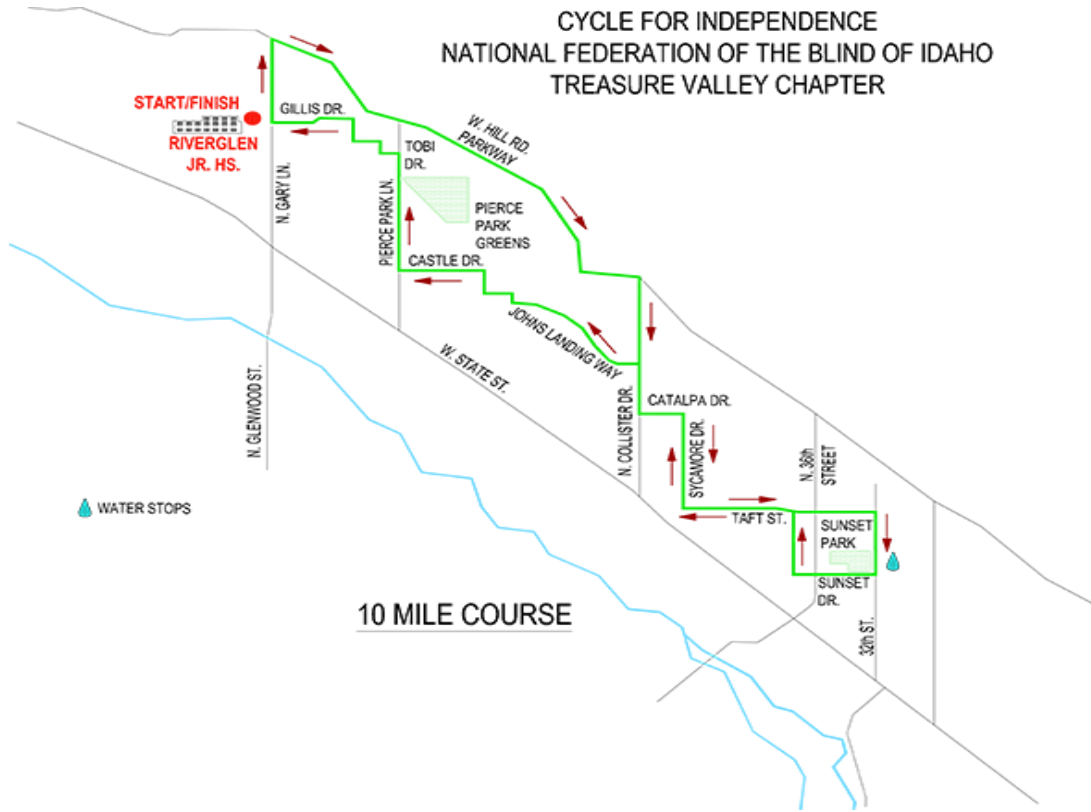 CYCLE FOR INDEPENDENCE
NATIONAL FEDERATION OF THE BLIND OF IDAHO
TREASURE VALLEY CHAPTER
START/FINISH
RIVERGLEN
JR. HS.
GILLIS DR.
N. GARY LN.
TOBI
DR.
W. HILL RD.
PARKWAY
PIERCE PARK LN.
PIERCE
PARK
GREENS
CASTLE DR.
JOHNS LANDING WAY
W. STATE ST.
N. GLENWOOD ST.
N. COLLISTER DR.
CATALPA DR.
SYCAMORE DR.
N. 36th
STREET
TAFT ST.
SUNSET
PARK
SUNSET
DR.
32th ST.
WATER STOPS
10 MILE COURSE